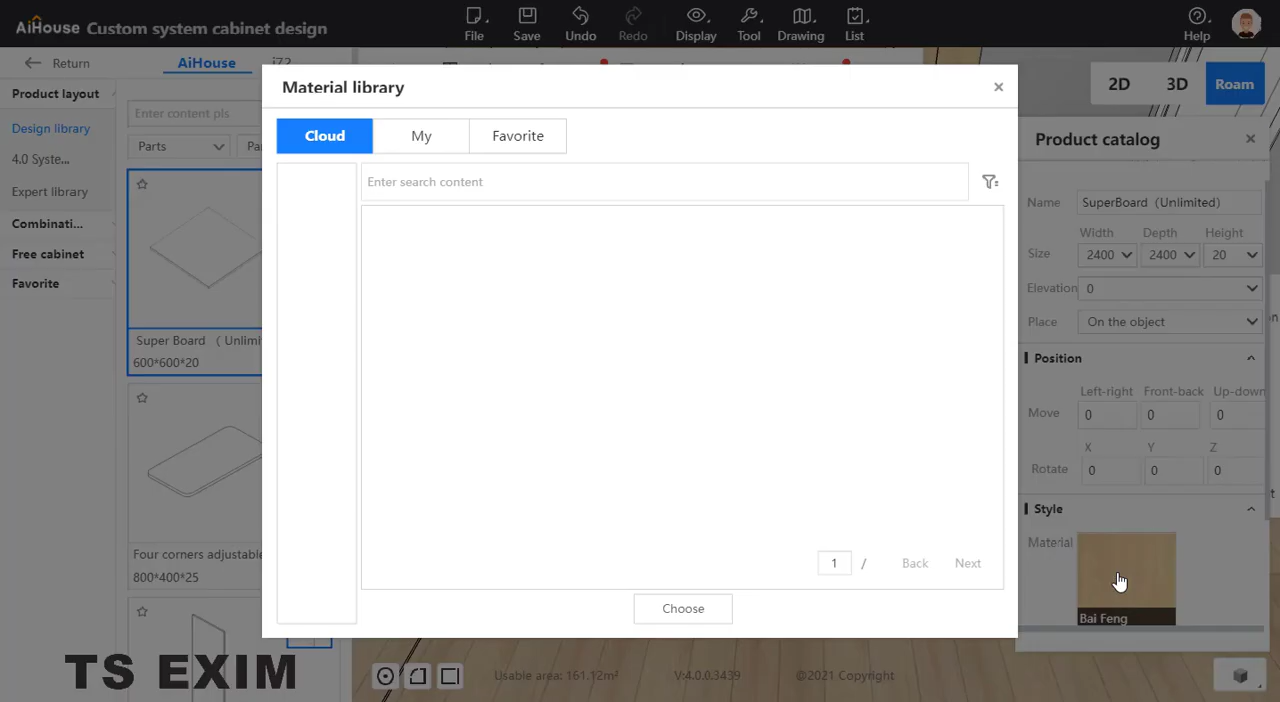 AiHouse Custom system cabinet design
File
Save
Undo
Redo
Display
Tool
Drawing
List
Help
Return
AiHouse
i72
2D
3D
Roam
Product layout
Design library
4.0 Syste...
Expert library
Combinati...
Free cabinet
Favorite
Enter content pls
Parts
Pa
Super Board （ Unlimi
600*600*20
Four corners adjustable
800*400*25
Material library
Cloud
My
Favorite
Enter search content
1 /
Back
Next
Choose
Product catalog
Name SuperBoard（Unlimited）
Width Depth Height
Size 2400 2400 20
Elevation 0
Place On the object
Position
Left-right Front-back Up-down
Move 0 0 0
X Y Z
Rotate 0 0 0
Style
Material
Bai Feng
TS EXIM
Usable area: 161.12m²
V:4.0.0.3439
@2021 Copyright